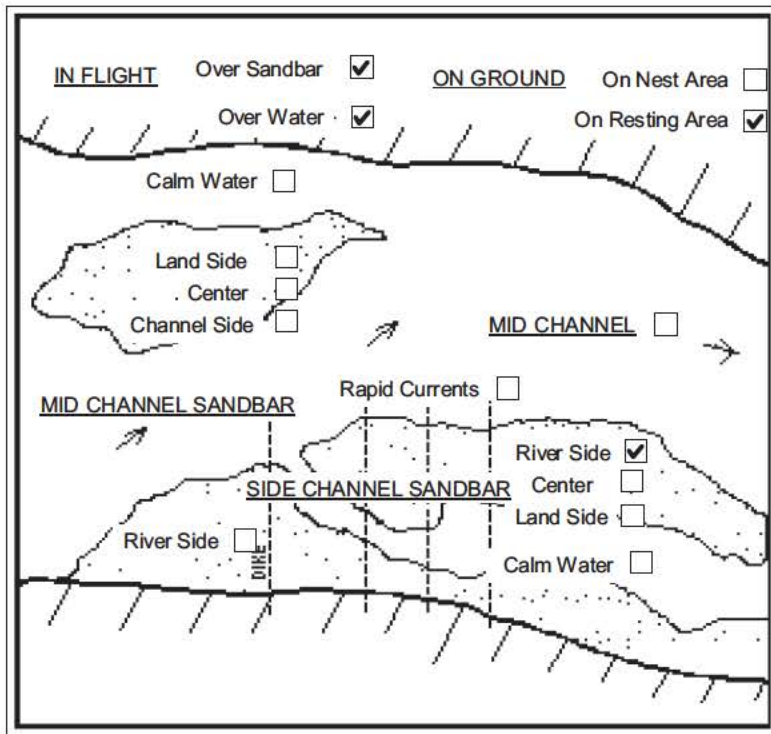 IN FLIGHT Over Sandbar ON GROUND On Nest Area
Over Water On Resting Area
Calm Water
Land Side
Center
Channel Side
MID CHANNEL
Rapid Currents
MID CHANNEL SANDBAR
River Side
SIDE CHANNEL SANDBAR Center
Land Side
River Side
DIKE
Calm Water